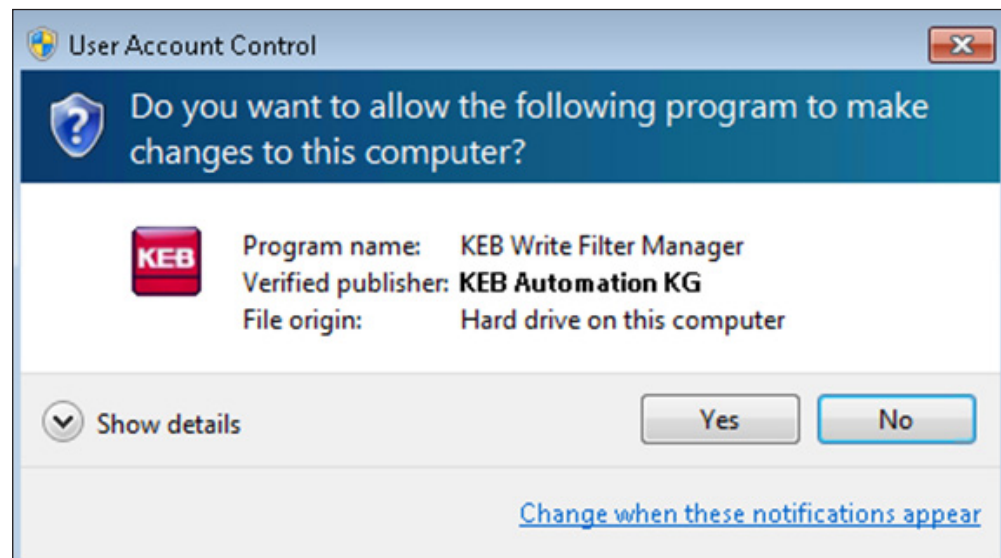 User Account Control
Do you want to allow the following program to make
changes to this computer?
KEB
Program name: KEB Write Filter Manager
Verified publisher: KEB Automation KG
File origin: Hard drive on this computer
Show details
Yes
No
Change when these notifications appear